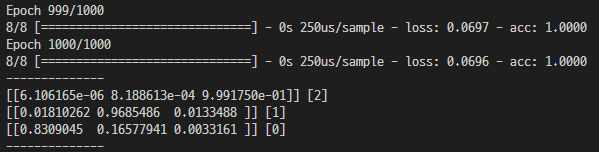 Epoch 999/1000
8/8 [==============================] - 0s 250us/sample - loss: 0.0697 - acc: 1.0000
Epoch 1000/1000
8/8 [==============================] - 0s 250us/sample - loss: 0.0696 - acc: 1.0000
--------------
[[6.106165e-06 8.188613e-04 9.991750e-01]] [2]
[[0.01810262 0.9685486  0.0133488 ]] [1]
[[0.8309045  0.16577941 0.0033161 ]] [0]
--------------